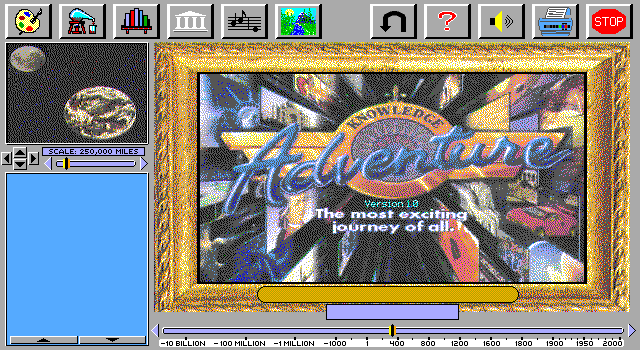 ?
STOP
SCALE: 250,000 MILES
KNOWLEDGE
Adventure
Version 1.0
The most exciting
journey of all.
-10 BILLION -100 MILLION -1 MILLION -1000 1 400 800 1200 1600 1800 1900 1950 2000